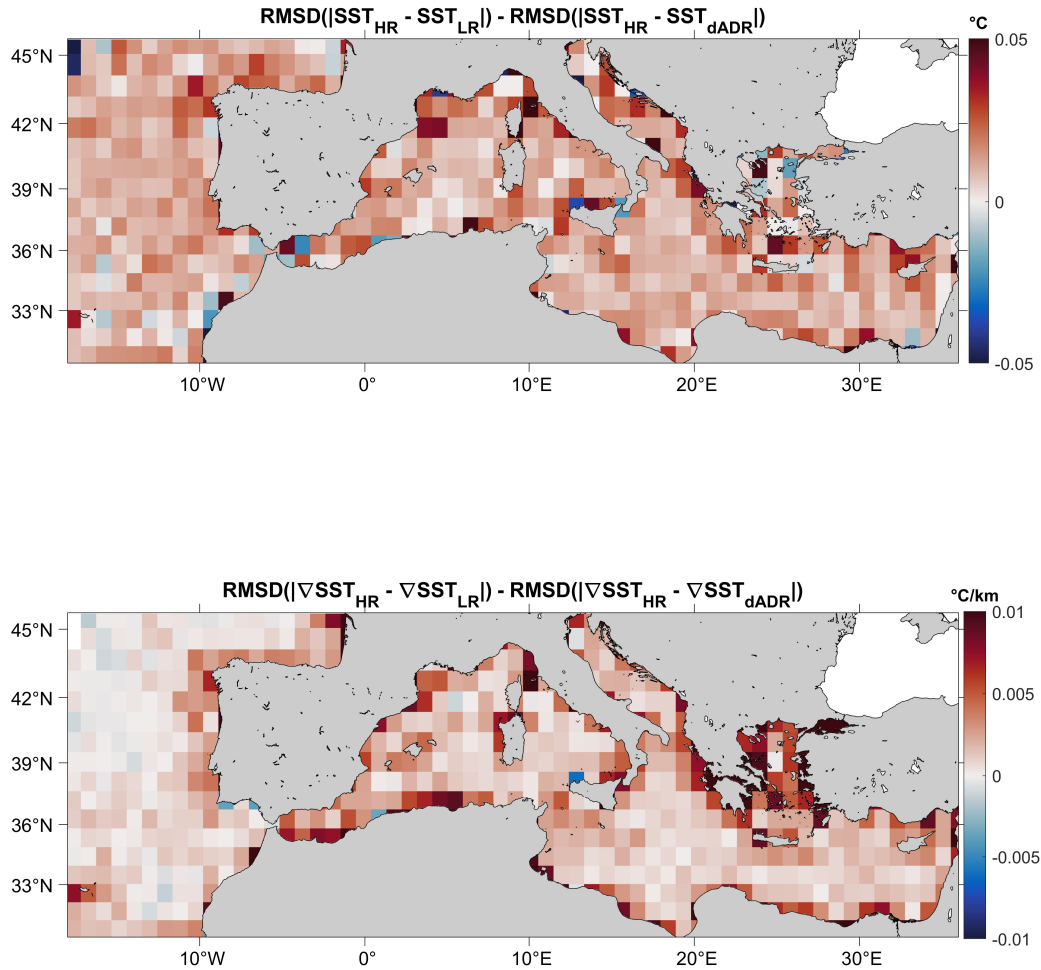 RMSD(|SST_HR - SST_LR|) - RMSD(|SST_HR - SST_dADR|)
°C
0.05
45°N
42°N
39°N
0
36°N
33°N
-0.05
10°W 0° 10°E 20°E 30°E
RMSD(|∇SST_HR - ∇SST_LR|) - RMSD(|∇SST_HR - ∇SST_dADR|)
°C/km
0.01
45°N
0.005
42°N
39°N
0
36°N
-0.005
33°N
-0.01
10°W 0° 10°E 20°E 30°E